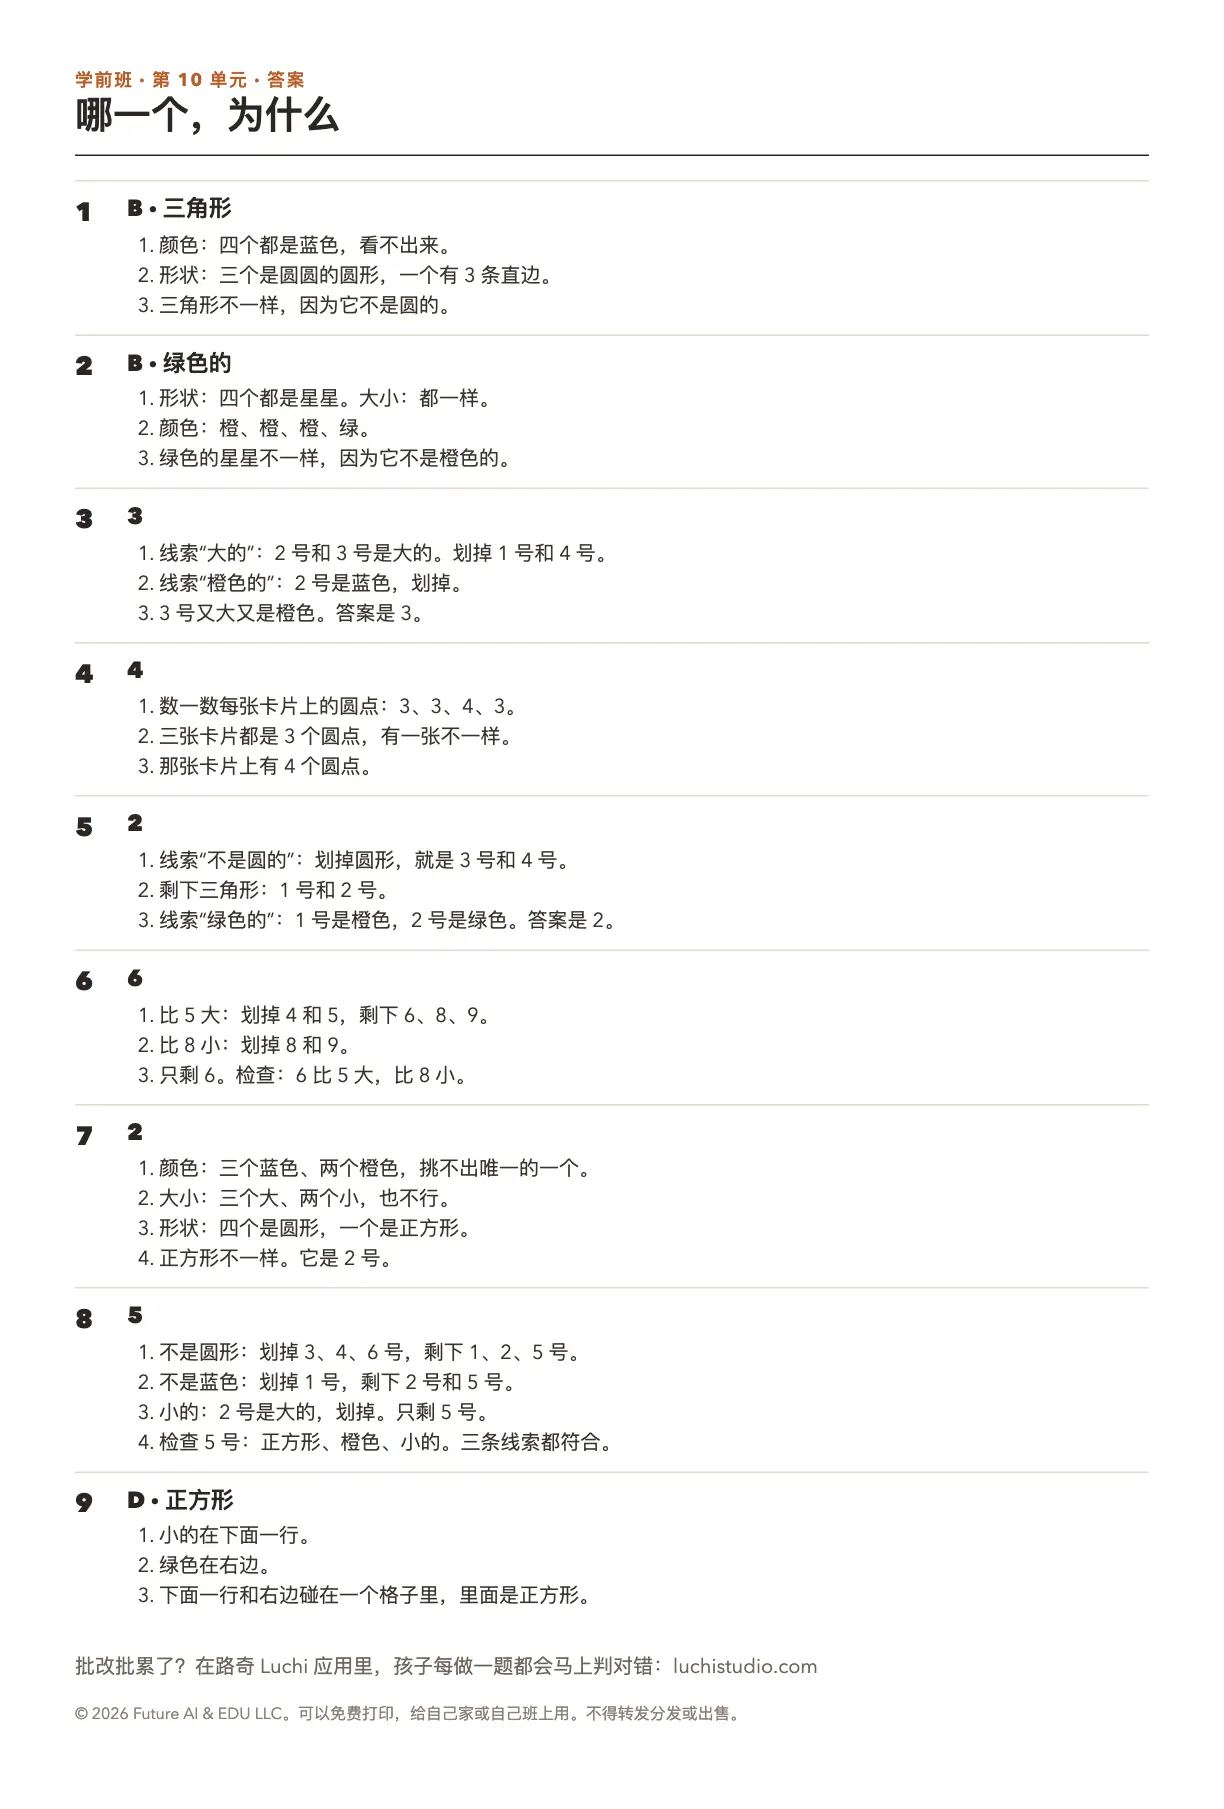 学前班·第 10 单元·答案
哪一个，为什么
1 B · 三角形
1. 颜色：四个都是蓝色，看不出来。
2. 形状：三个是圆圆的圆形，一个有 3 条直边。
3. 三角形不一样，因为它不是圆的。
2 B · 绿色的
1. 形状：四个都是星星。大小：都一样。
2. 颜色：橙、橙、橙、绿。
3. 绿色的星星不一样，因为它不是橙色的。
3 3
1. 线索“大的”：2 号和 3 号是大的。划掉 1 号和 4 号。
2. 线索“橙色的”：2 号是蓝色，划掉。
3. 3 号又大又是橙色。答案是 3。
4 4
1. 数一数每张卡片上的圆点：3、3、4、3。
2. 三张卡片都是 3 个圆点，有一张不一样。
3. 那张卡片上有 4 个圆点。
5 2
1. 线索“不是圆的”：划掉圆形，就是 3 号和 4 号。
2. 剩下三角形：1 号和 2 号。
3. 线索“绿色的”：1 号是橙色，2 号是绿色。答案是 2。
6 6
1. 比 5 大：划掉 4 和 5，剩下 6、8、9。
2. 比 8 小：划掉 8 和 9。
3. 只剩 6。检查：6 比 5 大，比 8 小。
7 2
1. 颜色：三个蓝色、两个橙色，挑不出唯一的一个。
2. 大小：三个大、两个小，也不行。
3. 形状：四个是圆形，一个是正方形。
4. 正方形不一样。它是 2 号。
8 5
1. 不是圆形：划掉 3、4、6 号，剩下 1、2、5 号。
2. 不是蓝色：划掉 1 号，剩下 2 号和 5 号。
3. 小的：2 号是大的，划掉。只剩 5 号。
4. 检查 5 号：正方形、橙色、小的。三条线索都符合。
9 D · 正方形
1. 小的在下面一行。
2. 绿色在右边。
3. 下面一行和右边碰在一个格子里，里面是正方形。
批改批累了？在路奇 Luchi 应用里，孩子每做一题都会马上判对错：luchistudio.com
© 2026 Future AI & EDU LLC。可以免费打印，给自己家或自己班上用。不得转发分发或出售。